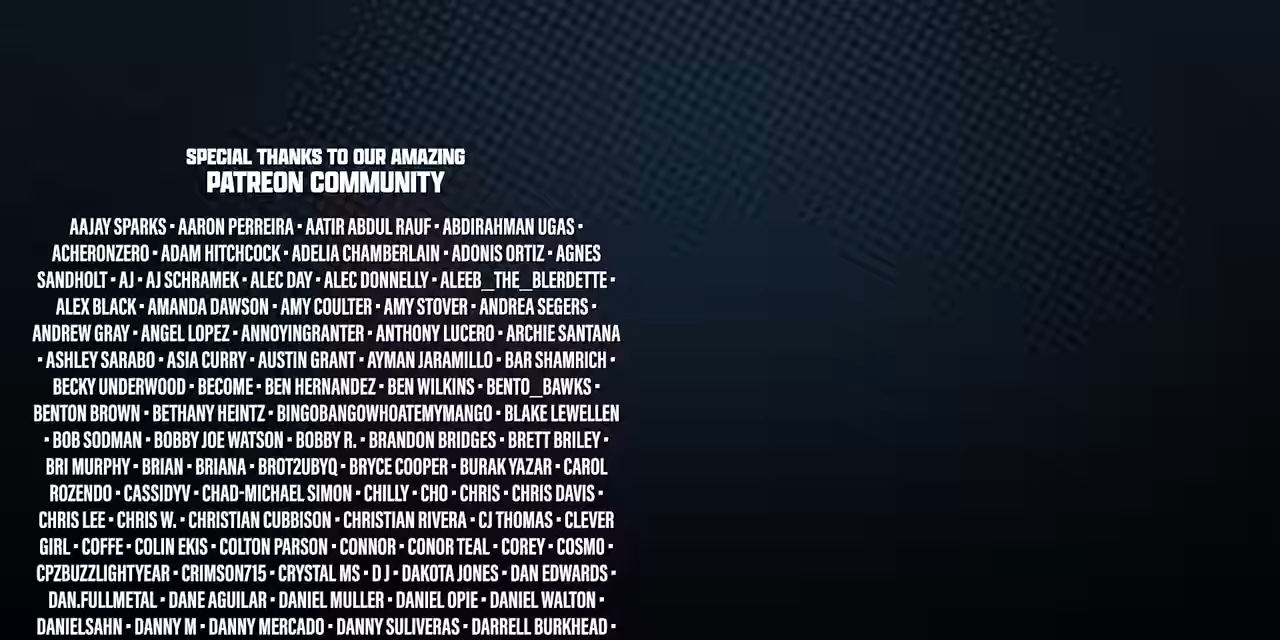 SPECIAL THANKS TO OUR AMAZING
PATREON COMMUNITY
AAJAY SPARKS • AARON PERREIRA • AATIR ABDUL RAUF • ABDIRAHMAN UGAS •
ACHERONZERO • ADAM HITCHCOCK • ADELIA CHAMBERLAIN • ADONIS ORTIZ • AGNES
SANDHOLT • AJ • AJ SCHRAMEK • ALEC DAY • ALEC DONNELLY • ALEEB_THE_BLERDETTE •
ALEX BLACK • AMANDA DAWSON • AMY COULTER • AMY STOVER • ANDREA SEGERS •
ANDREW GRAY • ANGEL LOPEZ • ANNOYINGRANTER • ANTHONY LUCERO • ARCHIE SANTANA
• ASHLEY SARABO • ASIA CURRY • AUSTIN GRANT • AYMAN JARAMILLO • BAR SHAMRICH •
BECKY UNDERWOOD • BECOME • BEN HERNANDEZ • BEN WILKINS • BENTO_BAWKS •
BENTON BROWN • BETHANY HEINTZ • BINGOBANGOWHOATEMYMANGO • BLAKE LEWELLEN
• BOB SODMAN • BOBBY JOE WATSON • BOBBY R. • BRANDON BRIDGES • BRETT BRILEY •
BRI MURPHY • BRIAN • BRIANA • BROT2UBYQ • BRYCE COOPER • BURAK YAZAR • CAROL
ROZENDO • CASSIDYV • CHAD-MICHAEL SIMON • CHILLY • CHO • CHRIS • CHRIS DAVIS •
CHRIS LEE • CHRIS W. • CHRISTIAN CUBBISON • CHRISTIAN RIVERA • CJ THOMAS • CLEVER
GIRL • COFFE • COLIN EKIS • COLTON PARSON • CONNOR • CONOR TEAL • COREY • COSMO •
CPZBUZZLIGHTYEAR • CRIMSON715 • CRYSTAL MS • D J • DAKOTA JONES • DAN EDWARDS •
DAN.FULLMETAL • DANE AGUILAR • DANIEL MULLER • DANIEL OPIE • DANIEL WALTON •
DANIELSAHN • DANNY M • DANNY MERCADO • DANNY SULIVERAS • DARRELL BURKHEAD •